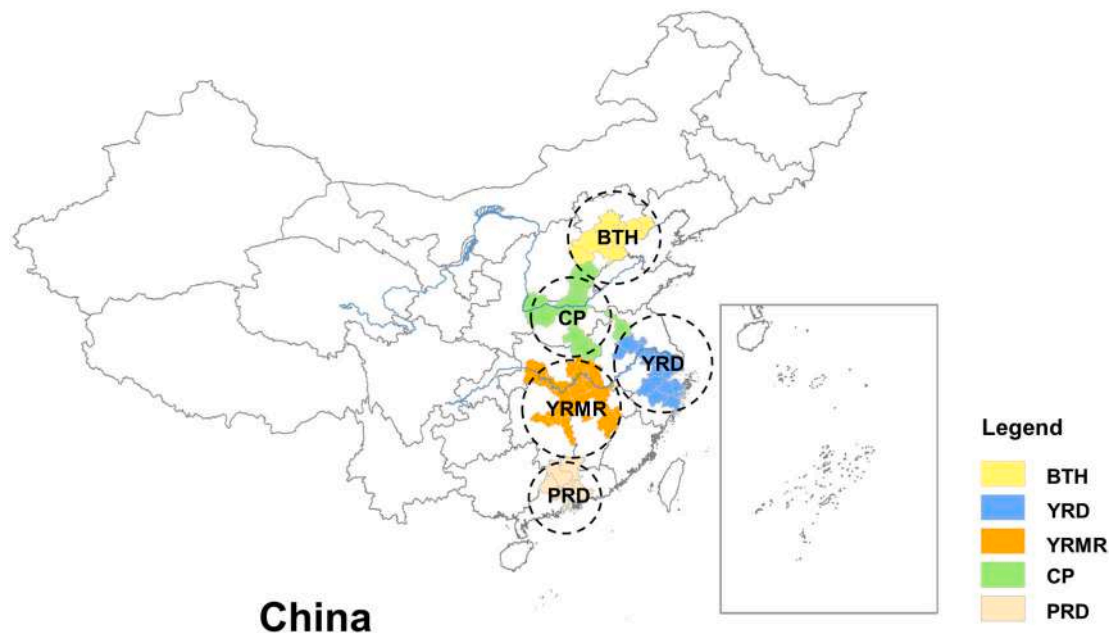 BTH
CP
YRD
YRMR
PRD
Legend
BTH
YRD
YRMR
CP
PRD
China